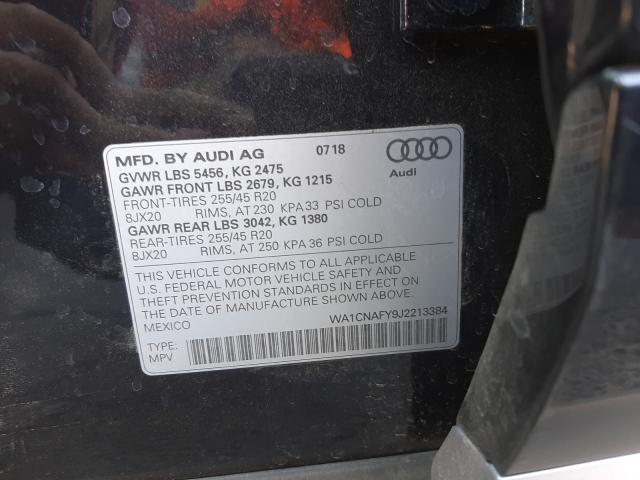 MFD. BY AUDI AG 0718
GVWR LBS 5456, KG 2475
GAWR FRONT LBS 2679, KG 1215
FRONT-TIRES 255/45 R20
8JX20 RIMS, AT 230 KPA 33 PSI COLD
GAWR REAR LBS 3042, KG 1380
REAR-TIRES 255/45 R20
8JX20 RIMS, AT 250 KPA 36 PSI COLD
Audi
THIS VEHICLE CONFORMS TO ALL APPLICABLE
U.S. FEDERAL MOTOR VEHICLE SAFETY AND
THEFT PREVENTION STANDARDS IN EFFECT ON THE
DATE OF MANUFACTURE SHOWN ABOVE.
MEXICO
WA1CNAFY9J2213384
TYPE:
MPV